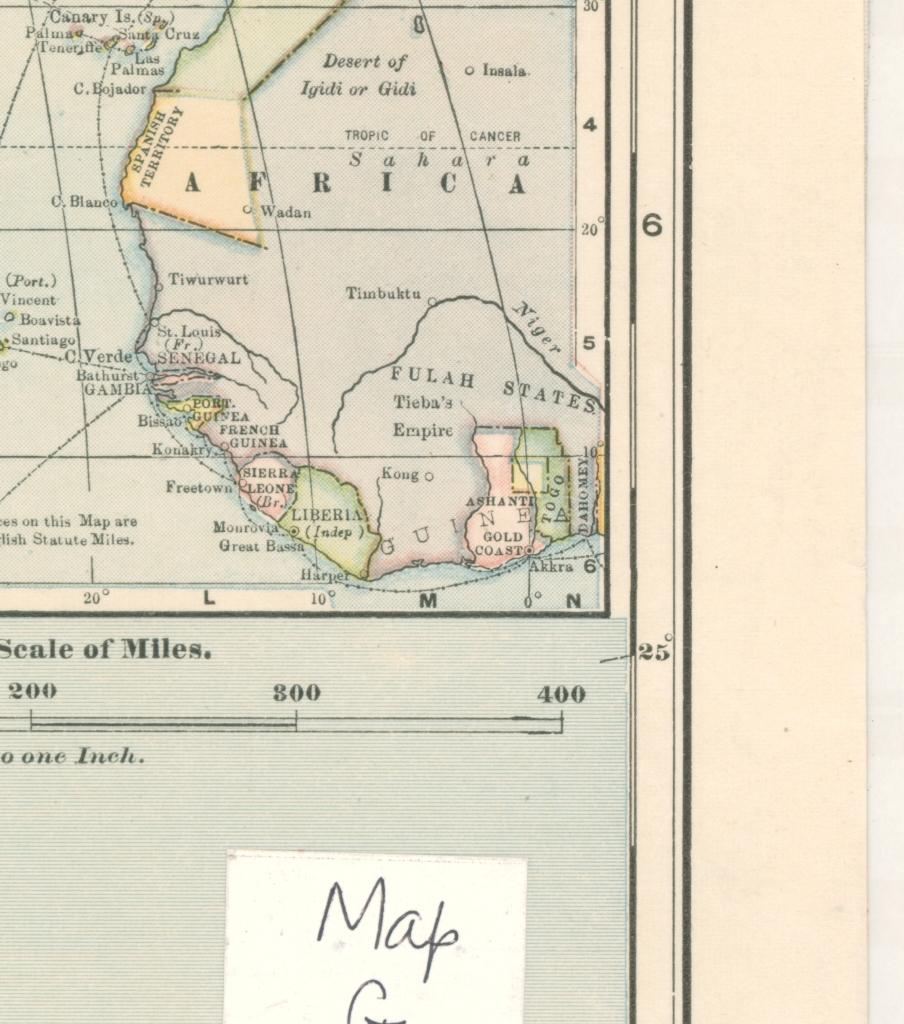 30
Canary Is. (Sp.)
Palma
Santa Cruz
Teneriffe
Las
Palmas
Desert of
Igidi or Gidi
Insala
C. Bojador
4
TROPIC OF CANCER
SPANISH
TERRITORY
Sahara
AFRICA
C. Blanco
Wadan
6
20°
Tiwurwurt
(Port.)
Vincent
Timbuktu
Boavista
Niger
St. Louis
(Fr.)
Santiago
5
go
C. Verde
SENEGAL
Bathurst
GAMBIA
FULAH STATES
PORT.
GUINEA
Tieba's
Empire
Bissao
FRENCH
GUINEA
Konakry
10
SIERRA
LEONE
(Br.)
Kong
Freetown
ASHANTI
TOGO
DAHOMEY
LIBERIA
(Indep)
GUINEA
ces on this Map are
lish Statute Miles.
Monrovia
Great Bassa
GOLD
COAST
Harper
Akkra
6
20°
L
10°
M
0°
N
Scale of Miles.
25°
200
300
400
o one Inch.
Map
G